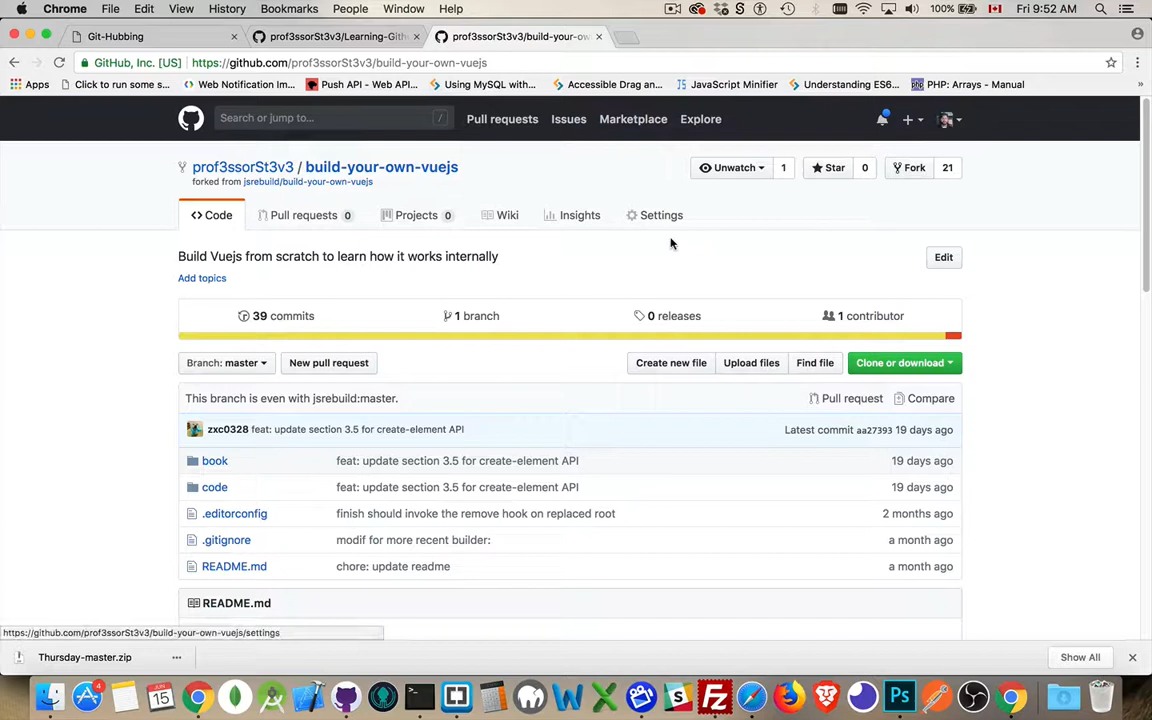 Chrome File Edit View History Bookmarks People Window Help 100% Fri 9:52 AM
Git-Hubbing × prof3ssorSt3v3/Learning-Gith × prof3ssorSt3v3/build-your-ow ×
GitHub, Inc. [US] https://github.com/prof3ssorSt3v3/build-your-own-vuejs
Apps Click to run some s... Web Notification Im... Push API - Web API... Using MySQL with... Accessible Drag an... JavaScript Minifier Understanding ES6... PHP: Arrays - Manual »
Search or jump to... / Pull requests Issues Marketplace Explore
prof3ssorSt3v3 / build-your-own-vuejs Unwatch 1 Star 0 Fork 21
forked from jsrebuild/build-your-own-vuejs
Code Pull requests 0 Projects 0 Wiki Insights Settings
Build Vuejs from scratch to learn how it works internally Edit
Add topics
39 commits 1 branch 0 releases 1 contributor
Branch: master New pull request Create new file Upload files Find file Clone or download
This branch is even with jsrebuild:master. Pull request Compare
zxc0328 feat: update section 3.5 for create-element API Latest commit aa27393 19 days ago
book feat: update section 3.5 for create-element API 19 days ago
code feat: update section 3.5 for create-element API 19 days ago
.editorconfig finish should invoke the remove hook on replaced root 2 months ago
.gitignore modif for more recent builder: a month ago
README.md chore: update readme a month ago
README.md
https://github.com/prof3ssorSt3v3/build-your-own-vuejs/settings
Thursday-master.zip Show All
4 JUN 15 Ps